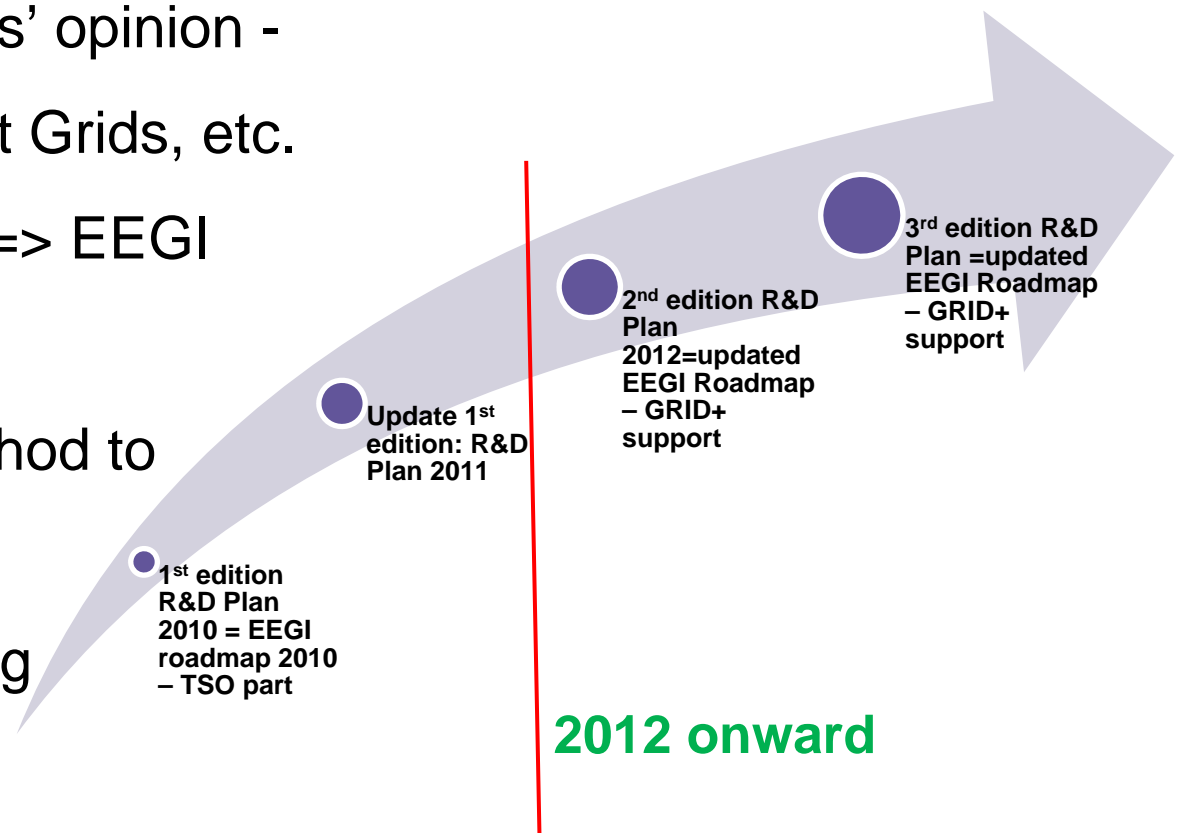 s’ opinion -
t Grids, etc.
=> EEGI
hod to
g
1st edition
R&D Plan
2010 = EEGI
roadmap 2010
– TSO part
Update 1st
edition: R&D
Plan 2011
2nd edition R&D
Plan
2012=updated
EEGI Roadmap
– GRID+
support
3rd edition R&D
Plan =updated
EEGI Roadmap
– GRID+
support
2012 onward